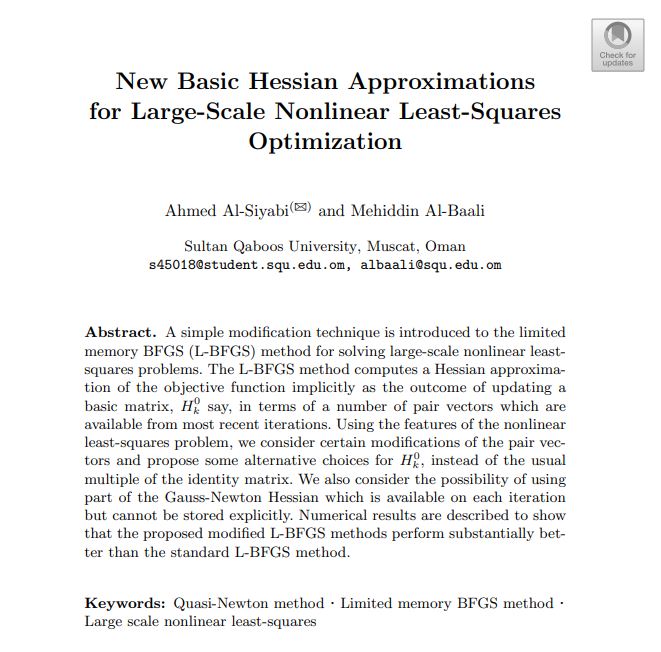 Check for
updates
New Basic Hessian Approximations
for Large-Scale Nonlinear Least-Squares
Optimization
Ahmed Al-Siyabi(✉) and Mehiddin Al-Baali
Sultan Qaboos University, Muscat, Oman
s45018@student.squ.edu.om, albaali@squ.edu.om
Abstract. A simple modification technique is introduced to the limited
memory BFGS (L-BFGS) method for solving large-scale nonlinear least-
squares problems. The L-BFGS method computes a Hessian approxima-
tion of the objective function implicitly as the outcome of updating a
basic matrix, H_k^0 say, in terms of a number of pair vectors which are
available from most recent iterations. Using the features of the nonlinear
least-squares problem, we consider certain modifications of the pair vec-
tors and propose some alternative choices for H_k^0, instead of the usual
multiple of the identity matrix. We also consider the possibility of using
part of the Gauss-Newton Hessian which is available on each iteration
but cannot be stored explicitly. Numerical results are described to show
that the proposed modified L-BFGS methods perform substantially bet-
ter than the standard L-BFGS method.
Keywords: Quasi-Newton method · Limited memory BFGS method ·
Large scale nonlinear least-squares